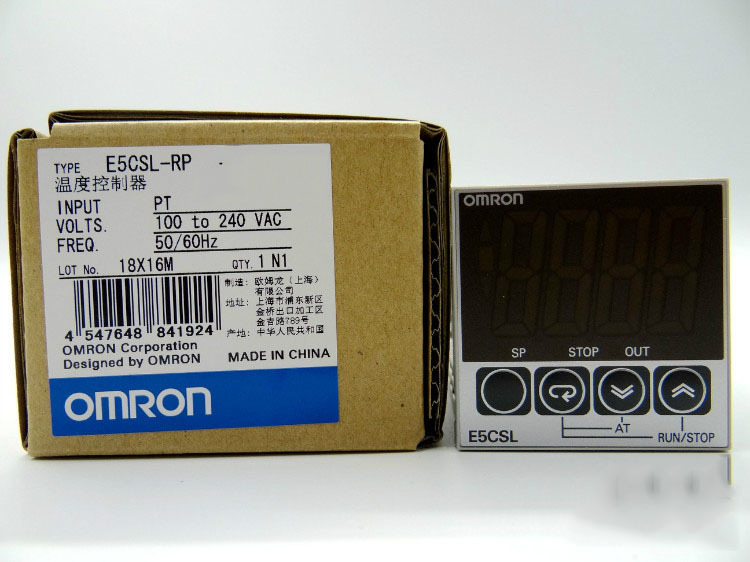 TYPE E5CSL-RP
温度控制器
INPUT PT
VOLTS. 100 to 240 VAC
FREQ. 50/60Hz
LOT No. 18X16M QTY. 1 N1
制造: 欧姆龙（上海）
有限公司
地址: 上海市浦东新区
金桥出口加工区
金吉路789号
产地: 中华人民共和国
4 547648 841924
OMRON Corporation
Designed by OMRON
MADE IN CHINA
OMRON
OMRON
SP STOP OUT
AT
E5CSL RUN/STOP